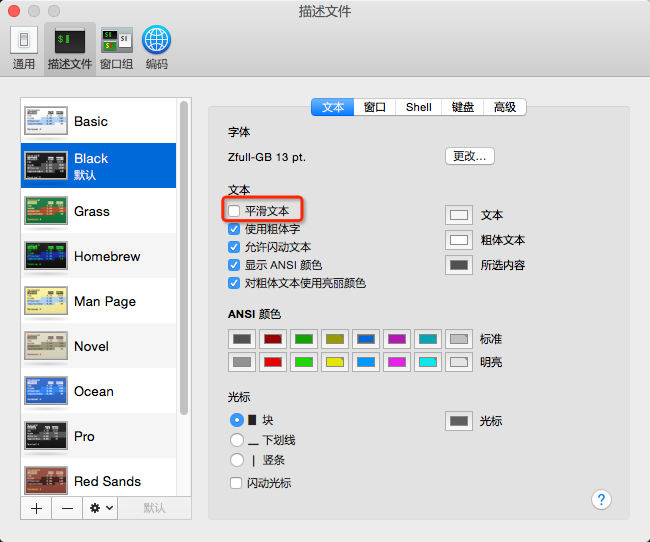 描述文件
通用
描述文件
窗口组
编码
Basic
Black
默认
Grass
Homebrew
Man Page
Novel
Ocean
Pro
Red Sands
默认
文本
窗口
Shell
键盘
高级
字体
Zfull-GB 13 pt.
更改...
文本
平滑文本
使用粗体字
允许闪动文本
显示 ANSI 颜色
对粗体文本使用亮丽颜色
文本
粗体文本
所选内容
ANSI 颜色
标准
明亮
光标
块
下划线
竖条
闪动光标
光标
?